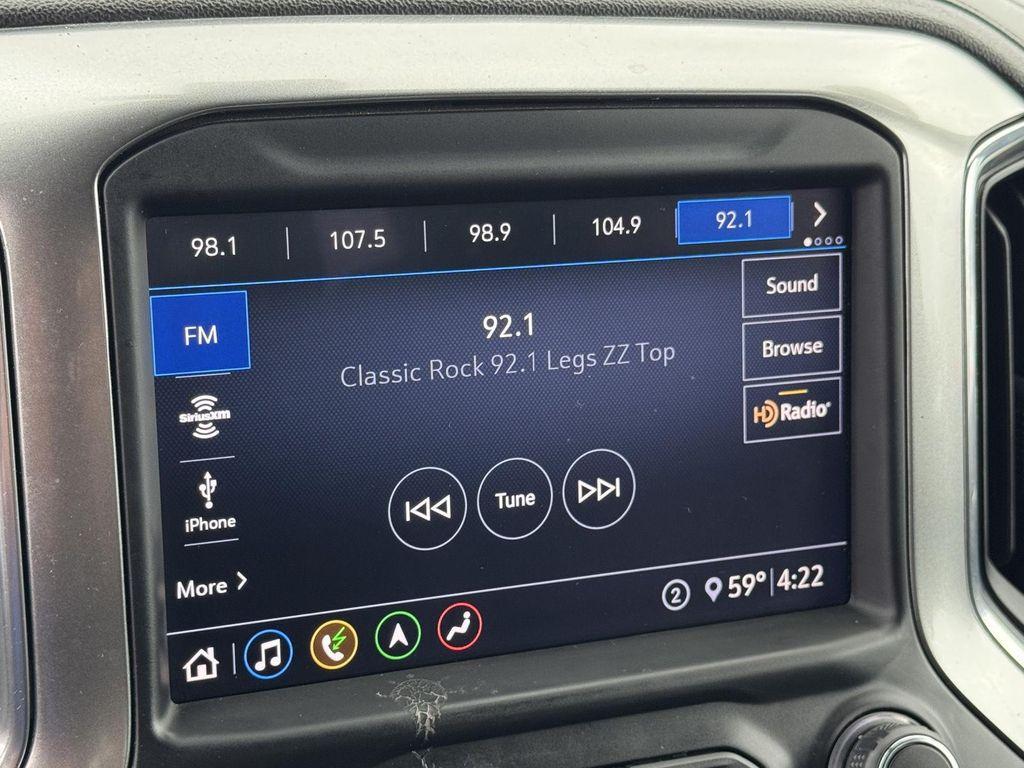 98.1 107.5 98.9 104.9 92.1
FM
92.1
Classic Rock 92.1 Legs ZZ Top
Sound
Browse
HD Radio
SiriusXM
iPhone
Tune
More
2 59° 4:22